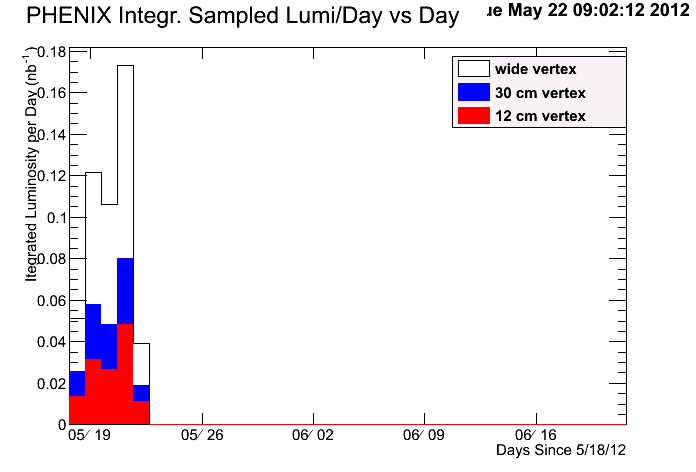 PHENIX Integr. Sampled Lumi/Day vs Day
ue May 22 09:02:12 2012
Itegrated Luminosity per Day (nb⁻¹)
0.18
0.16
0.14
0.12
0.1
0.08
0.06
0.04
0.02
0
wide vertex
30 cm vertex
12 cm vertex
05/ 19 05/ 26 06/ 02 06/ 09 06/ 16
Days Since 5/18/12